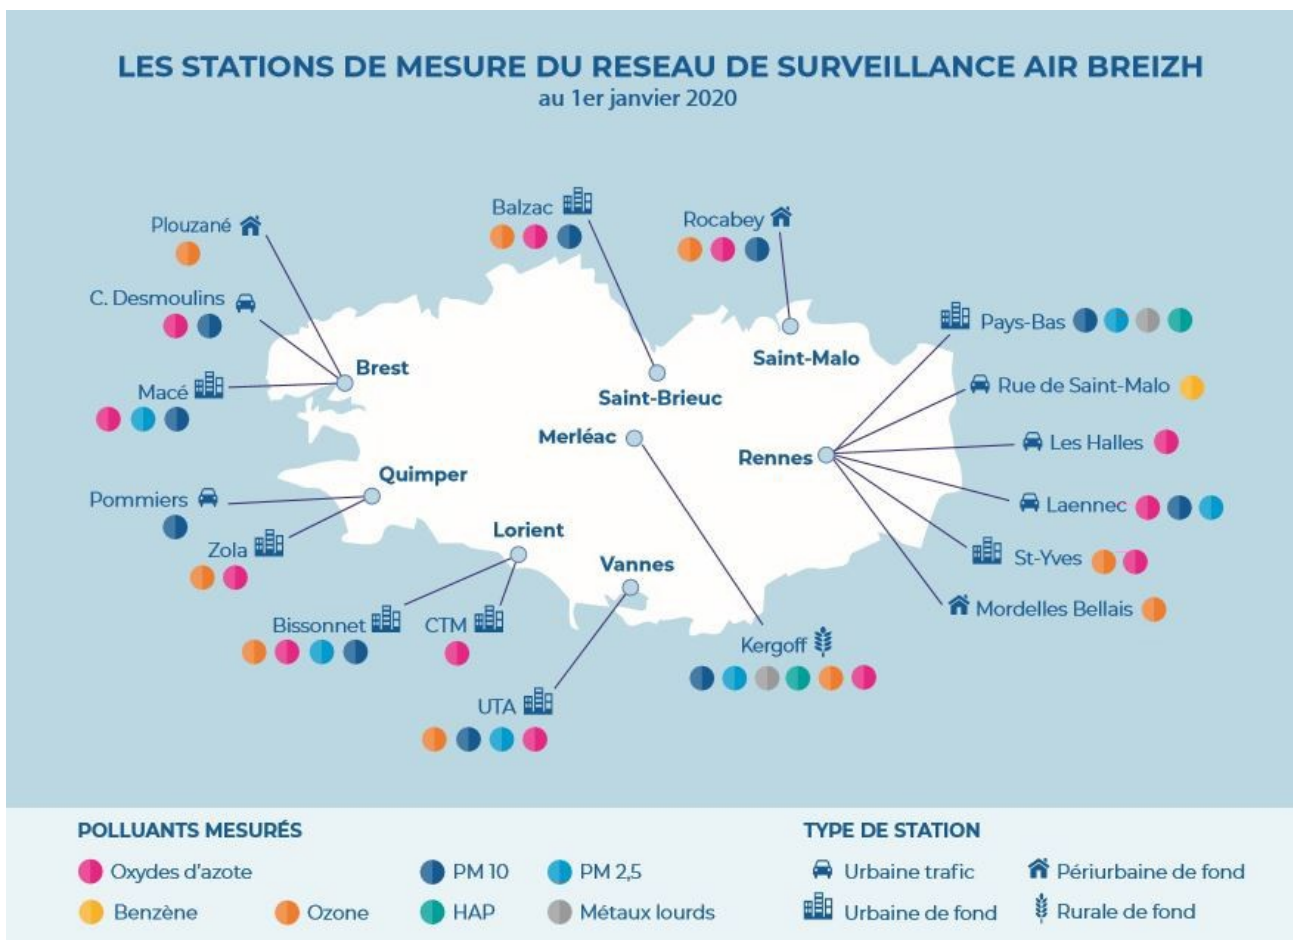 LES STATIONS DE MESURE DU RESEAU DE SURVEILLANCE AIR BREIZH
au 1er janvier 2020
Balzac
Rocabey
Plouzané
C. Desmoulins
Pays-Bas
Saint-Malo
Brest
Rue de Saint-Malo
Macé
Saint-Brieuc
Merléac
Les Halles
Rennes
Quimper
Pommiers
Laennec
Lorient
Zola
St-Yves
Vannes
Mordelles Bellais
Bissonnet
CTM
Kergoff
UTA
POLLUANTS MESURÉS
Oxydes d'azote
PM 10
PM 2,5
Benzène
Ozone
HAP
Métaux lourds
TYPE DE STATION
Urbaine trafic
Périurbaine de fond
Urbaine de fond
Rurale de fond